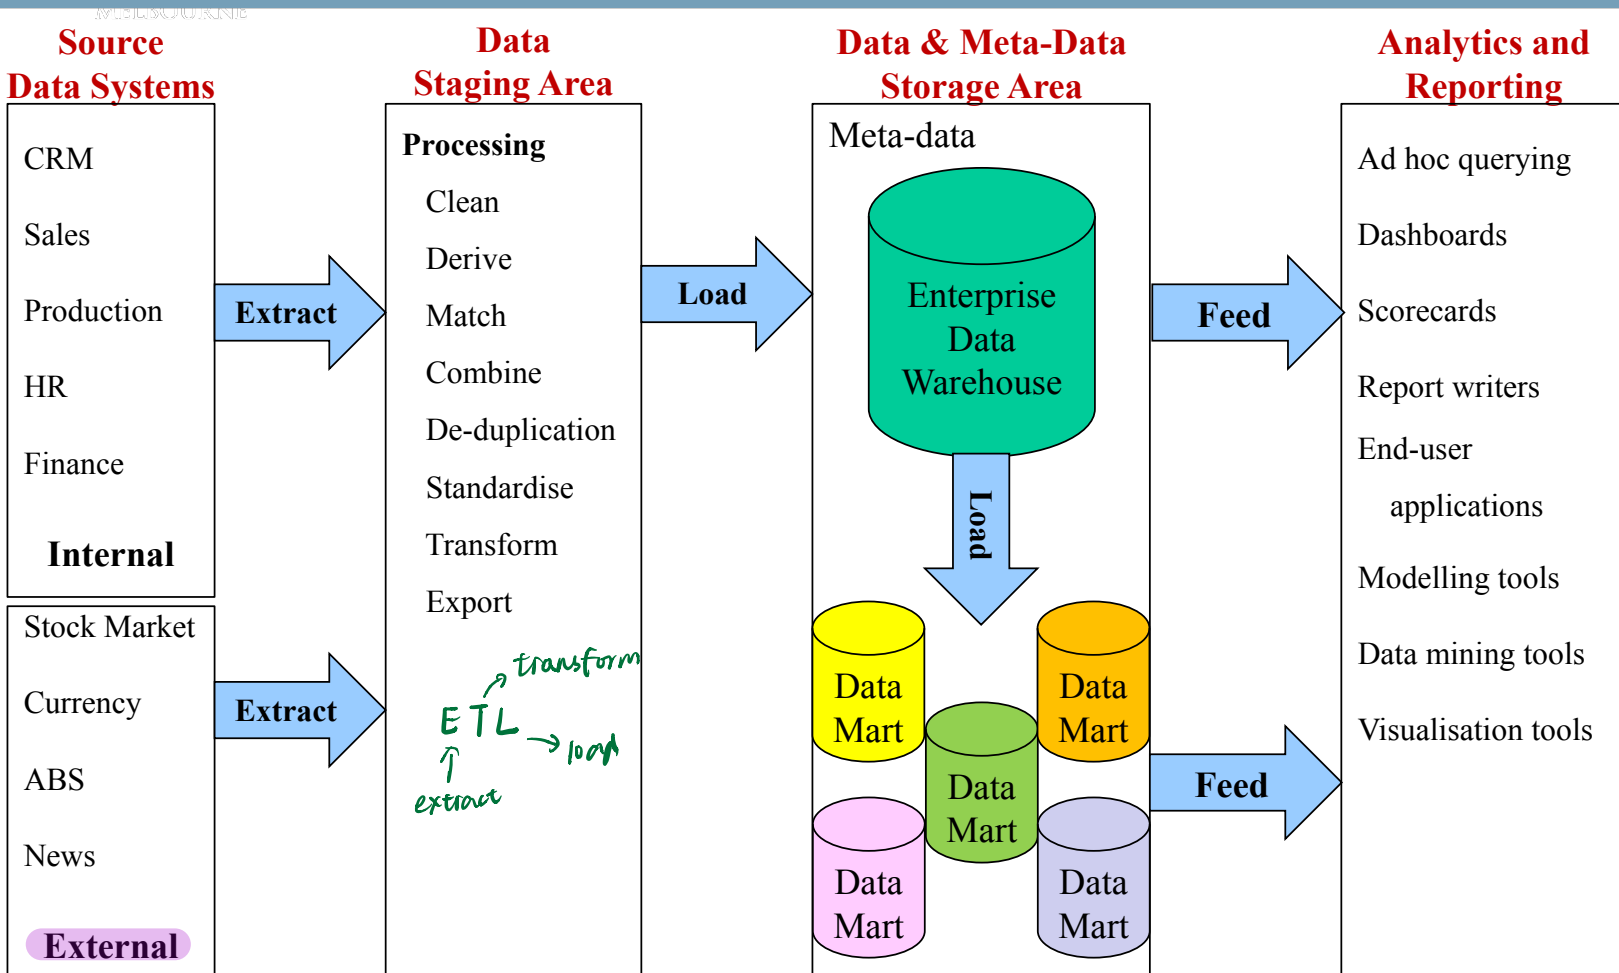 MELBOURNE
Source
Data Systems
CRM
Sales
Production
HR
Finance
Internal
Stock Market
Currency
ABS
News
External
Extract
Extract
Data
Staging Area
Processing
Clean
Derive
Match
Combine
De-duplication
Standardise
Transform
Export
transform
ETL
load
extract
Load
Data & Meta-Data
Storage Area
Meta-data
Enterprise
Data
Warehouse
Load
Data
Mart
Data
Mart
Data
Mart
Data
Mart
Data
Mart
Feed
Feed
Analytics and
Reporting
Ad hoc querying
Dashboards
Scorecards
Report writers
End-user
applications
Modelling tools
Data mining tools
Visualisation tools